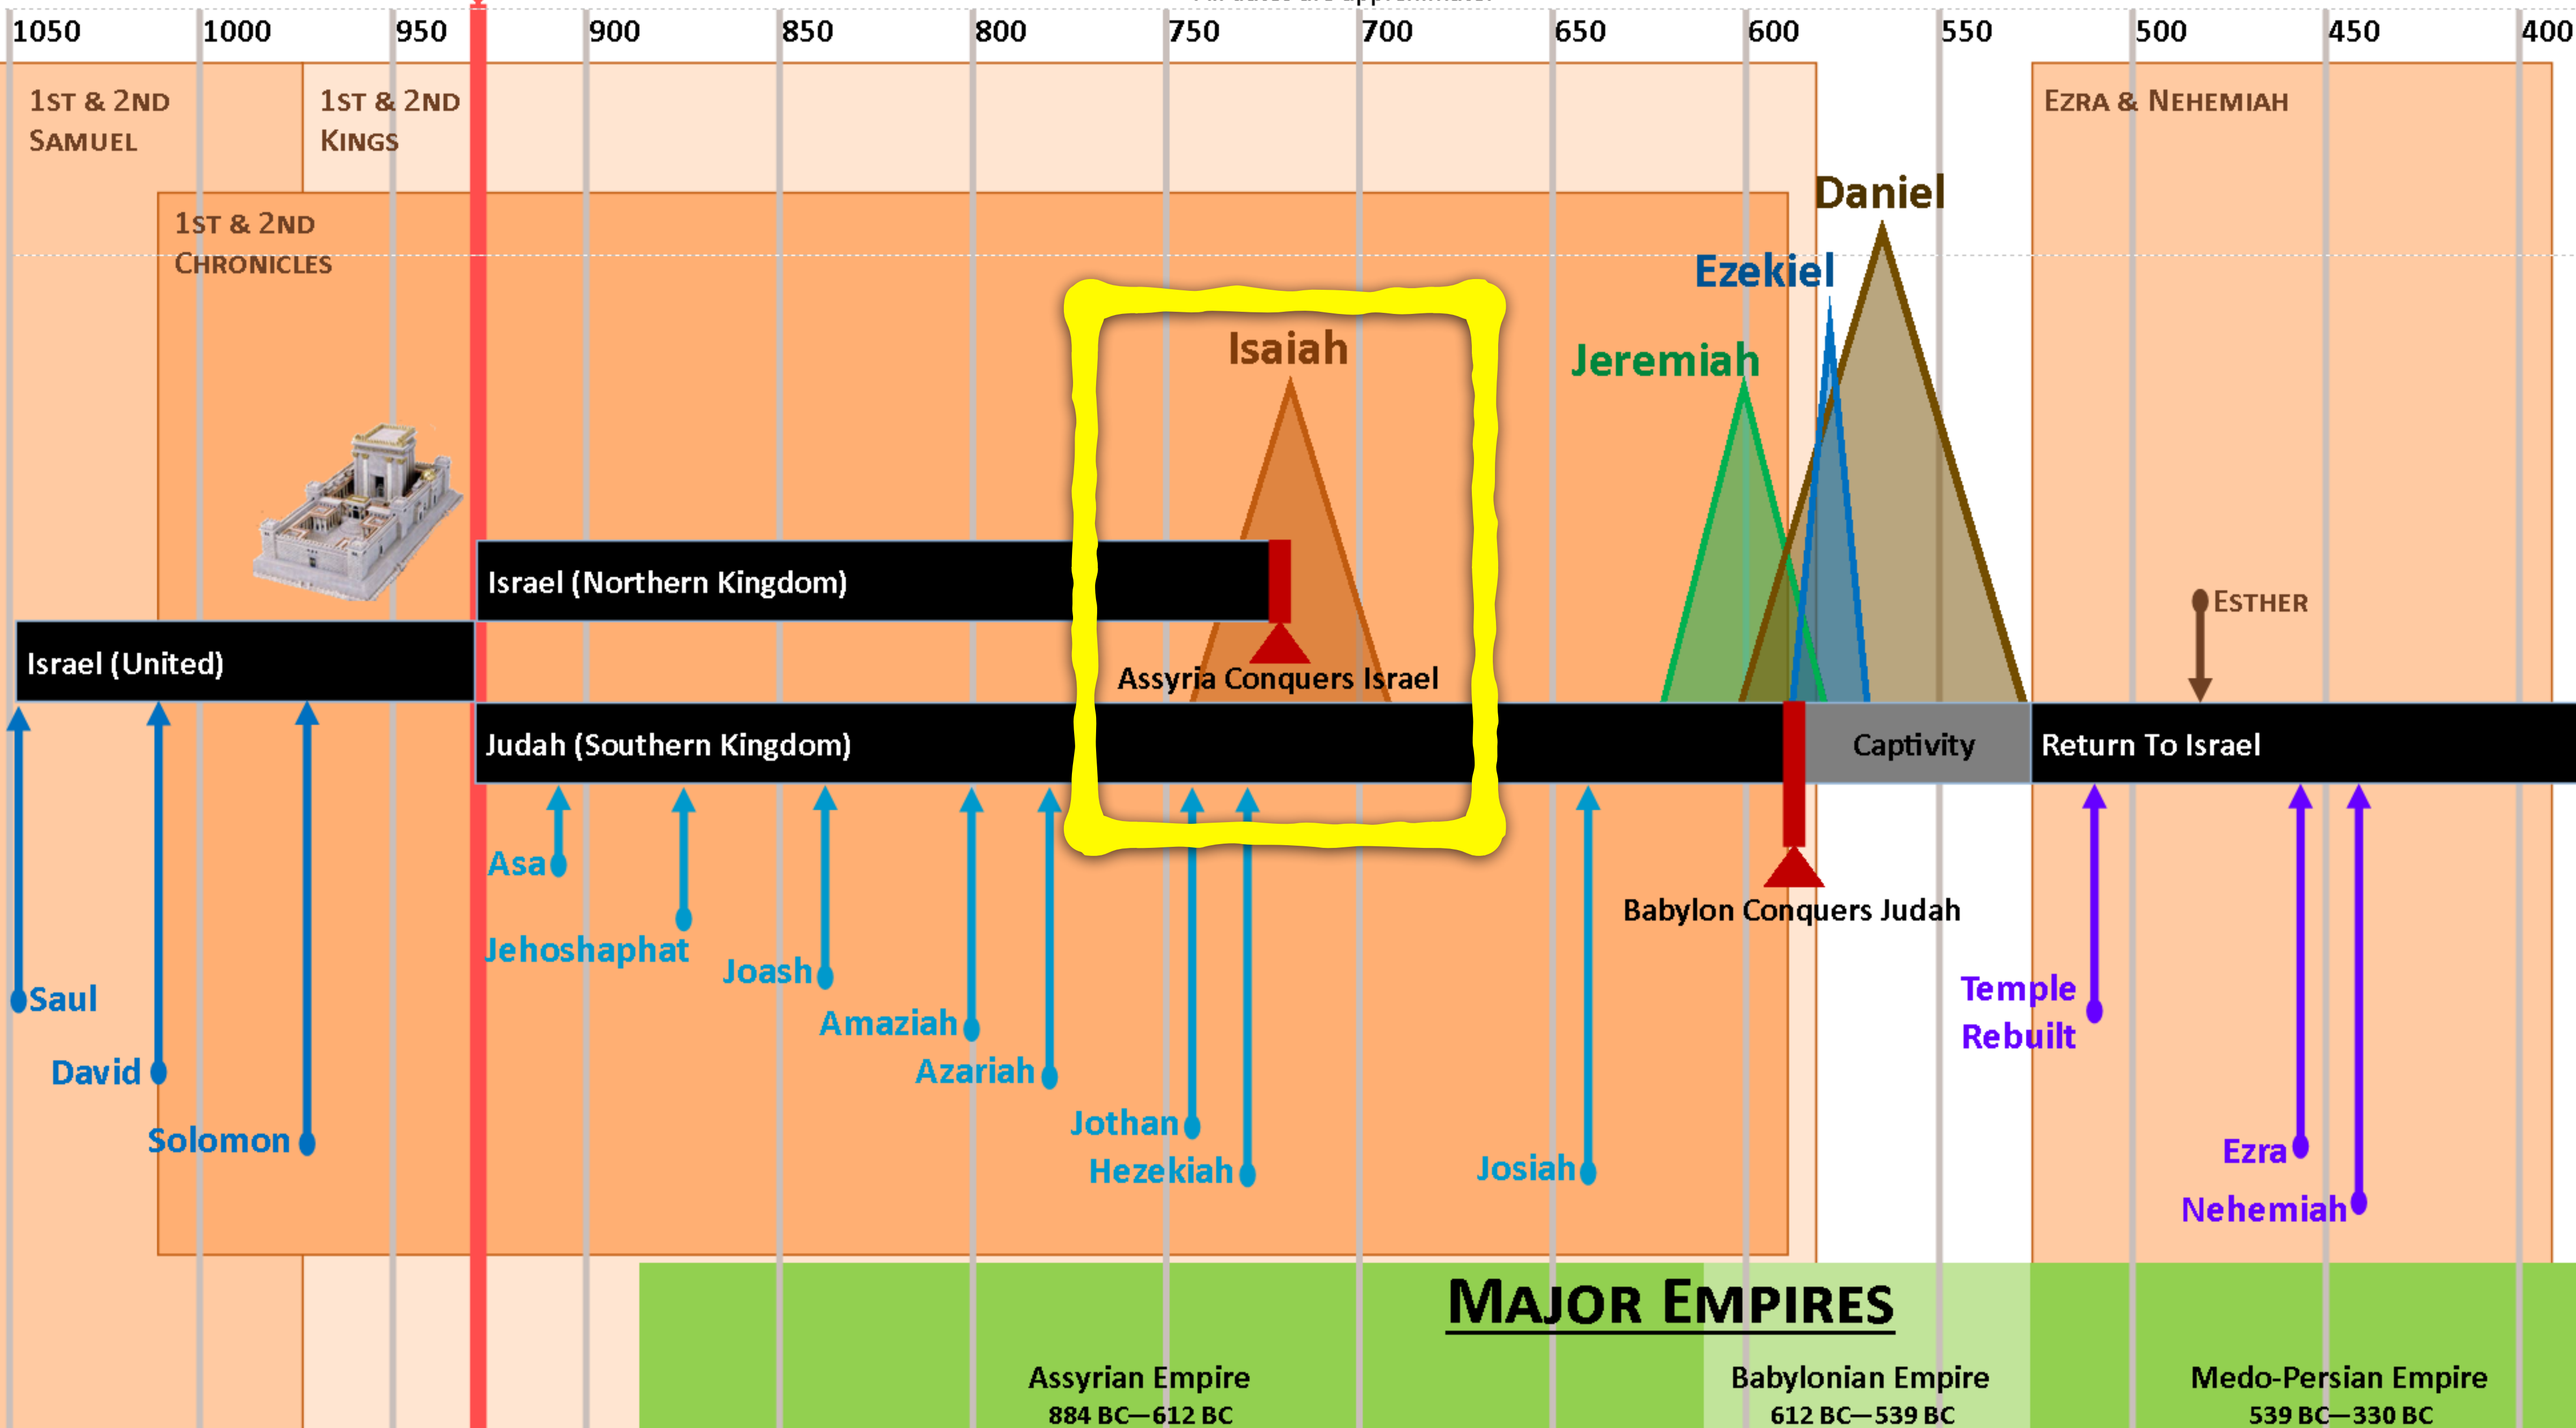 All dates are approximate.
1050 1000 950 900 850 800 750 700 650 600 550 500 450 400
1ST & 2ND
SAMUEL
1ST & 2ND
KINGS
EZRA & NEHEMIAH
1ST & 2ND
CHRONICLES
Daniel
Ezekiel
Isaiah
Jeremiah
Israel (Northern Kingdom)
ESTHER
Israel (United)
Assyria Conquers Israel
Judah (Southern Kingdom)
Captivity
Return To Israel
Asa
Jehoshaphat
Babylon Conquers Judah
Joash
Saul
Amaziah
Temple
Rebuilt
David
Azariah
Jothan
Solomon
Hezekiah
Josiah
Ezra
Nehemiah
MAJOR EMPIRES
Assyrian Empire
884 BC—612 BC
Babylonian Empire
612 BC—539 BC
Medo-Persian Empire
539 BC—330 BC